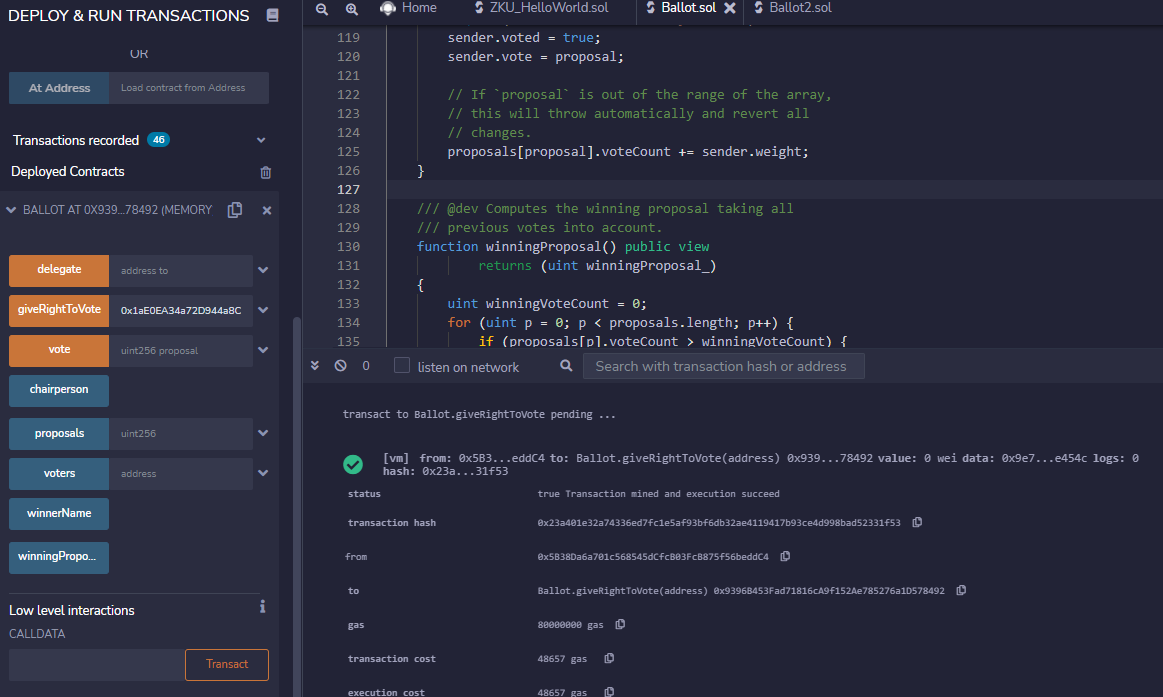 DEPLOY & RUN TRANSACTIONS
OR
At Address
Load contract from Address
Transactions recorded 46
Deployed Contracts
BALLOT AT 0X939...78492 (MEMORY
delegate
address to
giveRightToVote
0x1aE0EA34a72D944a8C
vote
uint256 proposal
chairperson
proposals
uint256
voters
address
winnerName
winningPropo...
Low level interactions
i
CALLDATA
Transact
Home
ZKU_HelloWorld.sol
Ballot.sol
Ballot2.sol
119 sender.voted = true;
120 sender.vote = proposal;
121
122 // If `proposal` is out of the range of the array,
123 // this will throw automatically and revert all
124 // changes.
125 proposals[proposal].voteCount += sender.weight;
126 }
127
128 /// @dev Computes the winning proposal taking all
129 /// previous votes into account.
130 function winningProposal() public view
131 returns (uint winningProposal_)
132 {
133 uint winningVoteCount = 0;
134 for (uint p = 0; p < proposals.length; p++) {
135 if (proposals[p].voteCount > winningVoteCount) {
0
listen on network
Search with transaction hash or address
transact to Ballot.giveRightToVote pending ...
[vm] from: 0x5B3...eddC4 to: Ballot.giveRightToVote(address) 0x939...78492 value: 0 wei data: 0x9e7...e454c logs: 0
hash: 0x23a...31f53
status true Transaction mined and execution succeed
transaction hash 0x23a401e32a74336ed7fc1e5af93bf6db32ae4119417b93ce4d998bad52331f53
from 0x5B38Da6a701c568545dCfcB03FcB875f56beddC4
to Ballot.giveRightToVote(address) 0x9396B453Fad71816cA9f152Ae785276a1D578492
gas 80000000 gas
transaction cost 48657 gas
execution cost 48657 gas